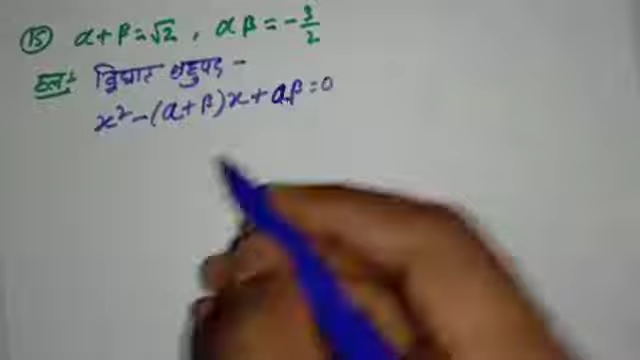 (15) α+β=√2, αβ=-3/2
हल:- द्विघात बहुपद -
x²-(α+β)x+αβ=0